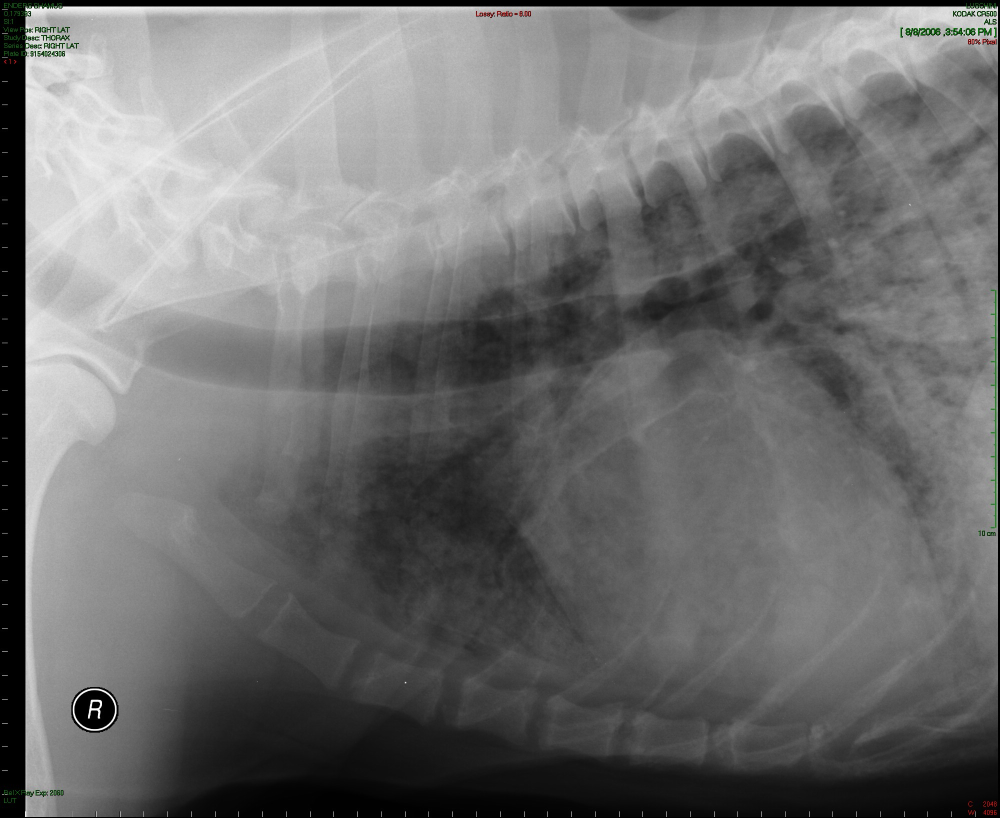 ENDERS SHAMUS
O,179393
SI:1
View Pos: RIGHT LAT
Study Desc: THORAX
Series Desc: RIGHT LAT
Plate ID: 9154024306
<1>
Lossy: Ratio = 6.00
LUSCHINI
KODAK CR500
ALS
[ 8/8/2006 ,3:54:06 PM ]
80% Pixel
10 cm
R
Rel X Ray Exp: 2060
LUT
C 2048
W 4096